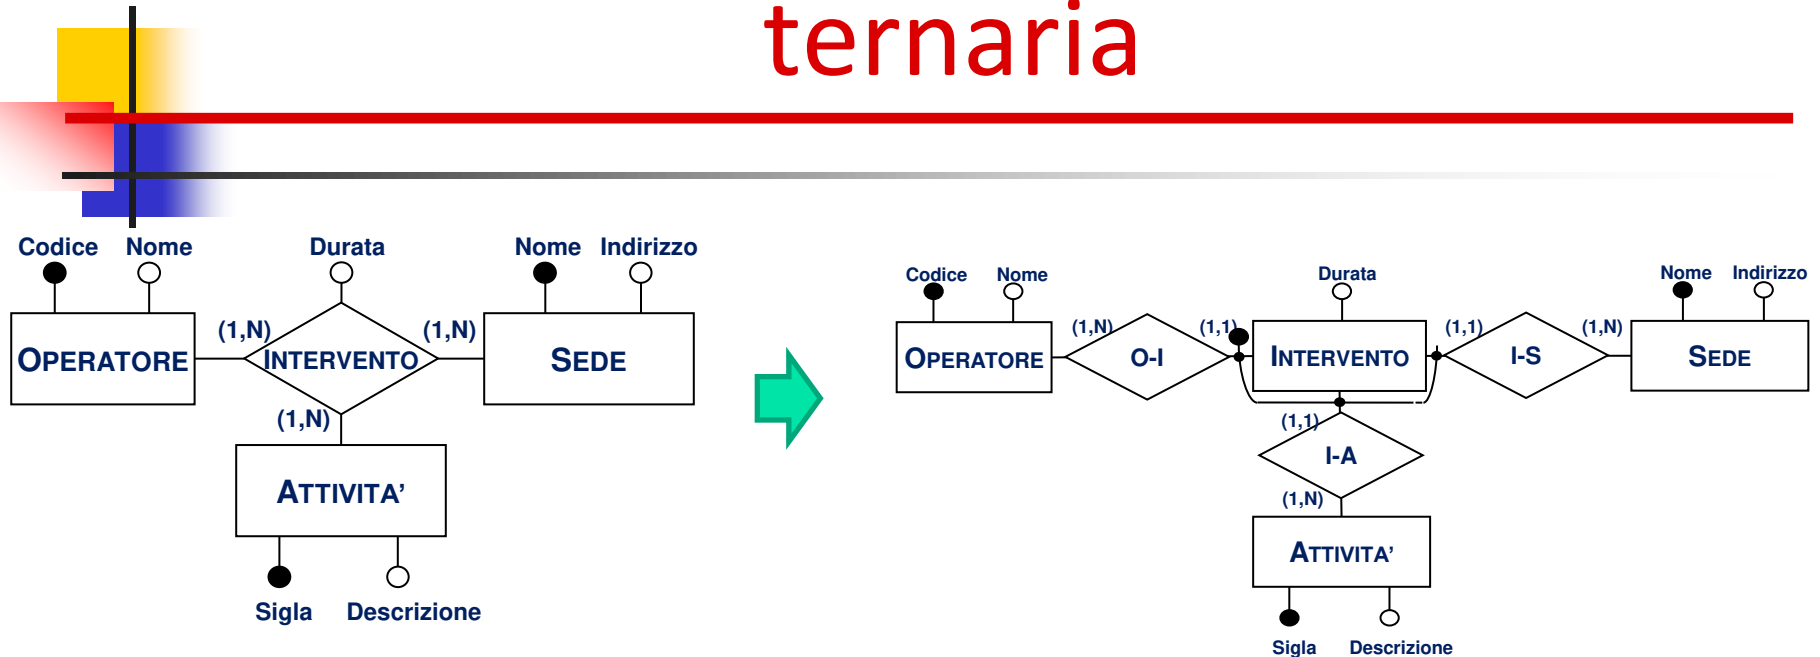 ternaria
Codice Nome Durata Nome Indirizzo
Codice Nome Durata Nome Indirizzo
(1,N) (1,N)
OPERATORE INTERVENTO SEDE
(1,N)
ATTIVITA’
Sigla Descrizione
(1,N) (1,1) (1,1) (1,N)
OPERATORE O-I INTERVENTO I-S SEDE
(1,1)
I-A
(1,N)
ATTIVITA’
Sigla Descrizione